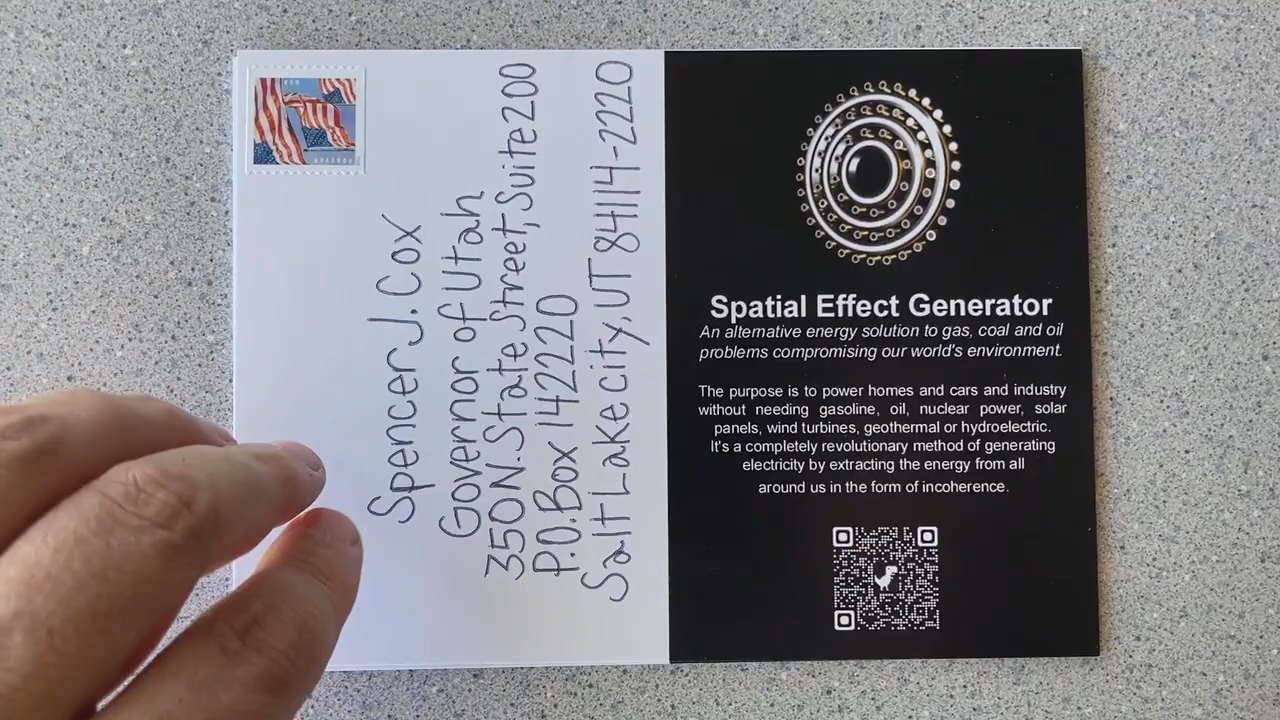 Spencer J. Cox
Governor of Utah
350 N. State Street, Suite 200
P.O. Box 142220
Salt Lake City, UT 84114-2220
Spatial Effect Generator
An alternative energy solution to gas, coal and oil
problems compromising our world's environment.
The purpose is to power homes and cars and industry
without needing gasoline, oil, nuclear power, solar
panels, wind turbines, geothermal or hydroelectric.
It's a completely revolutionary method of generating
electricity by extracting the energy from all
around us in the form of incoherence.